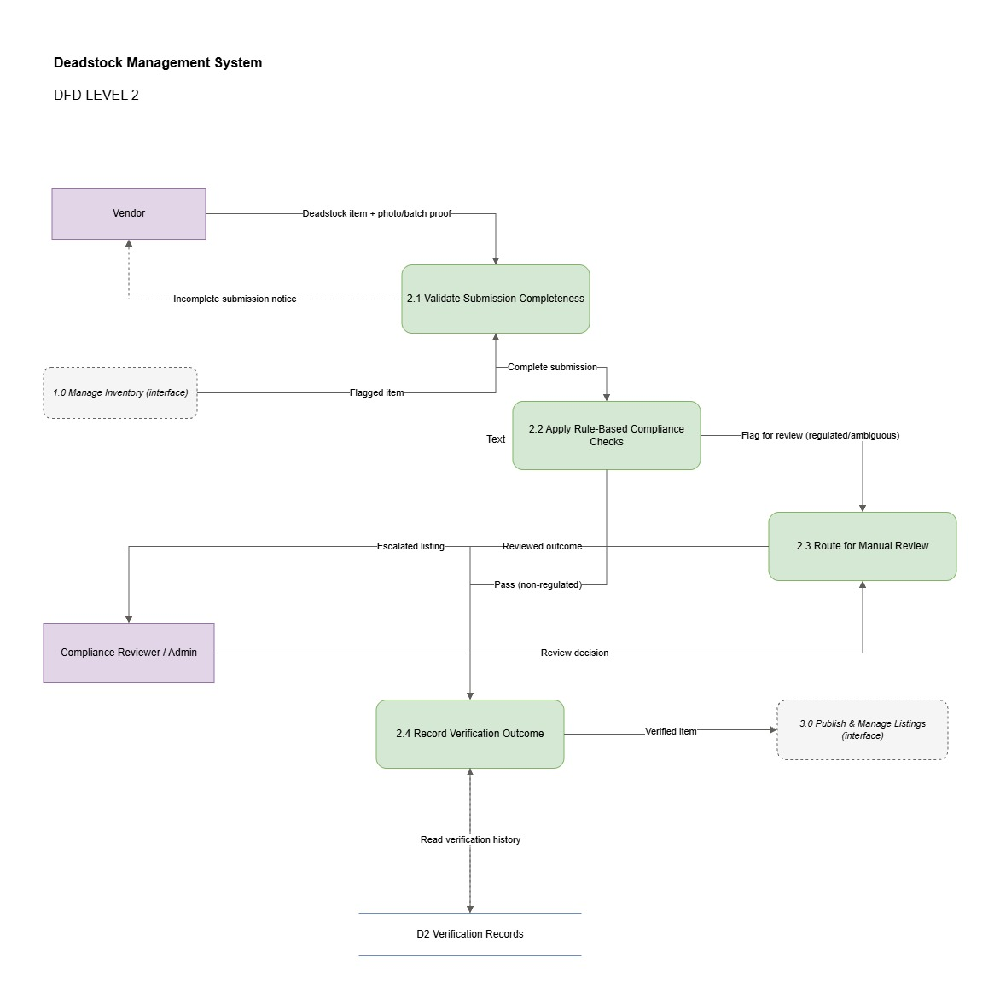 Deadstock Management System
DFD LEVEL 2
Vendor
Deadstock item + photo/batch proof
Incomplete submission notice
2.1 Validate Submission Completeness
Complete submission
1.0 Manage Inventory (interface)
Flagged item
2.2 Apply Rule-Based Compliance
Checks
Text
Flag for review (regulated/ambiguous)
2.3 Route for Manual Review
Escalated listing
Reviewed outcome
Pass (non-regulated)
Compliance Reviewer / Admin
Review decision
2.4 Record Verification Outcome
Verified item
3.0 Publish & Manage Listings
(interface)
Read verification history
D2 Verification Records